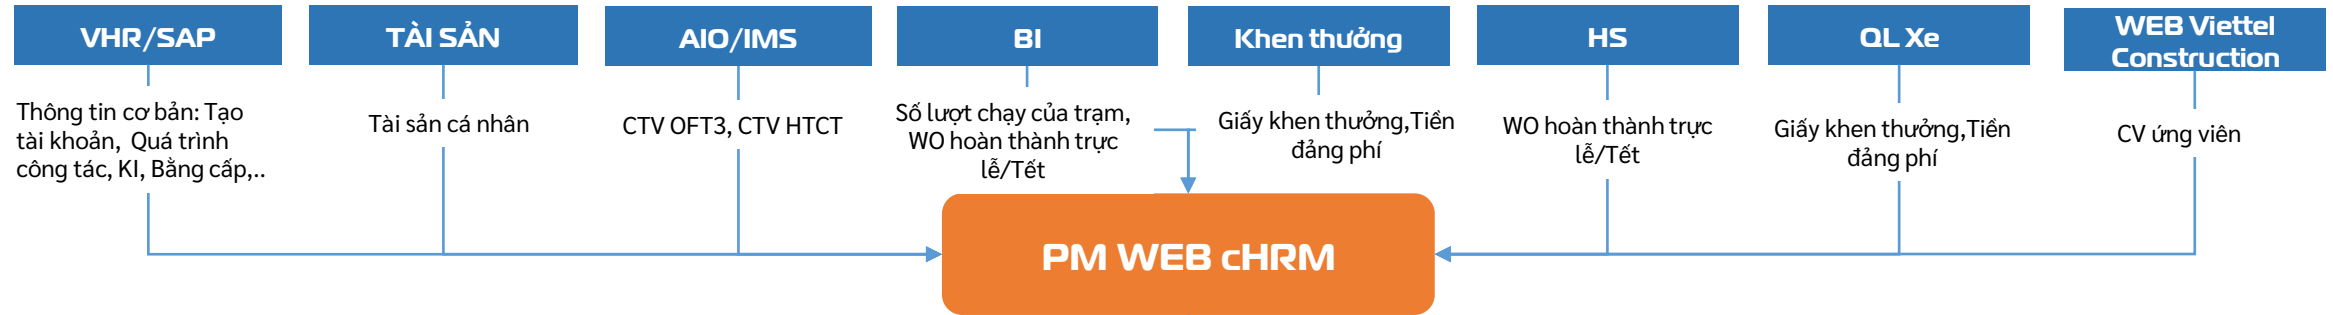 VHR/SAP
Thông tin cơ bản: Tạo
tài khoản, Quá trình
công tác, KI, Bằng cấp,..
TÀI SẢN
Tài sản cá nhân
AIO/IMS
CTV OFT3, CTV HTCT
BI
Số lượt chạy của trạm,
WO hoàn thành trực
lễ/Tết
Khen thưởng
Giấy khen thưởng,Tiền
đảng phí
HS
WO hoàn thành trực
lễ/Tết
QL Xe
Giấy khen thưởng,Tiền
đảng phí
WEB Viettel
Construction
CV ứng viên
PM WEB cHRM